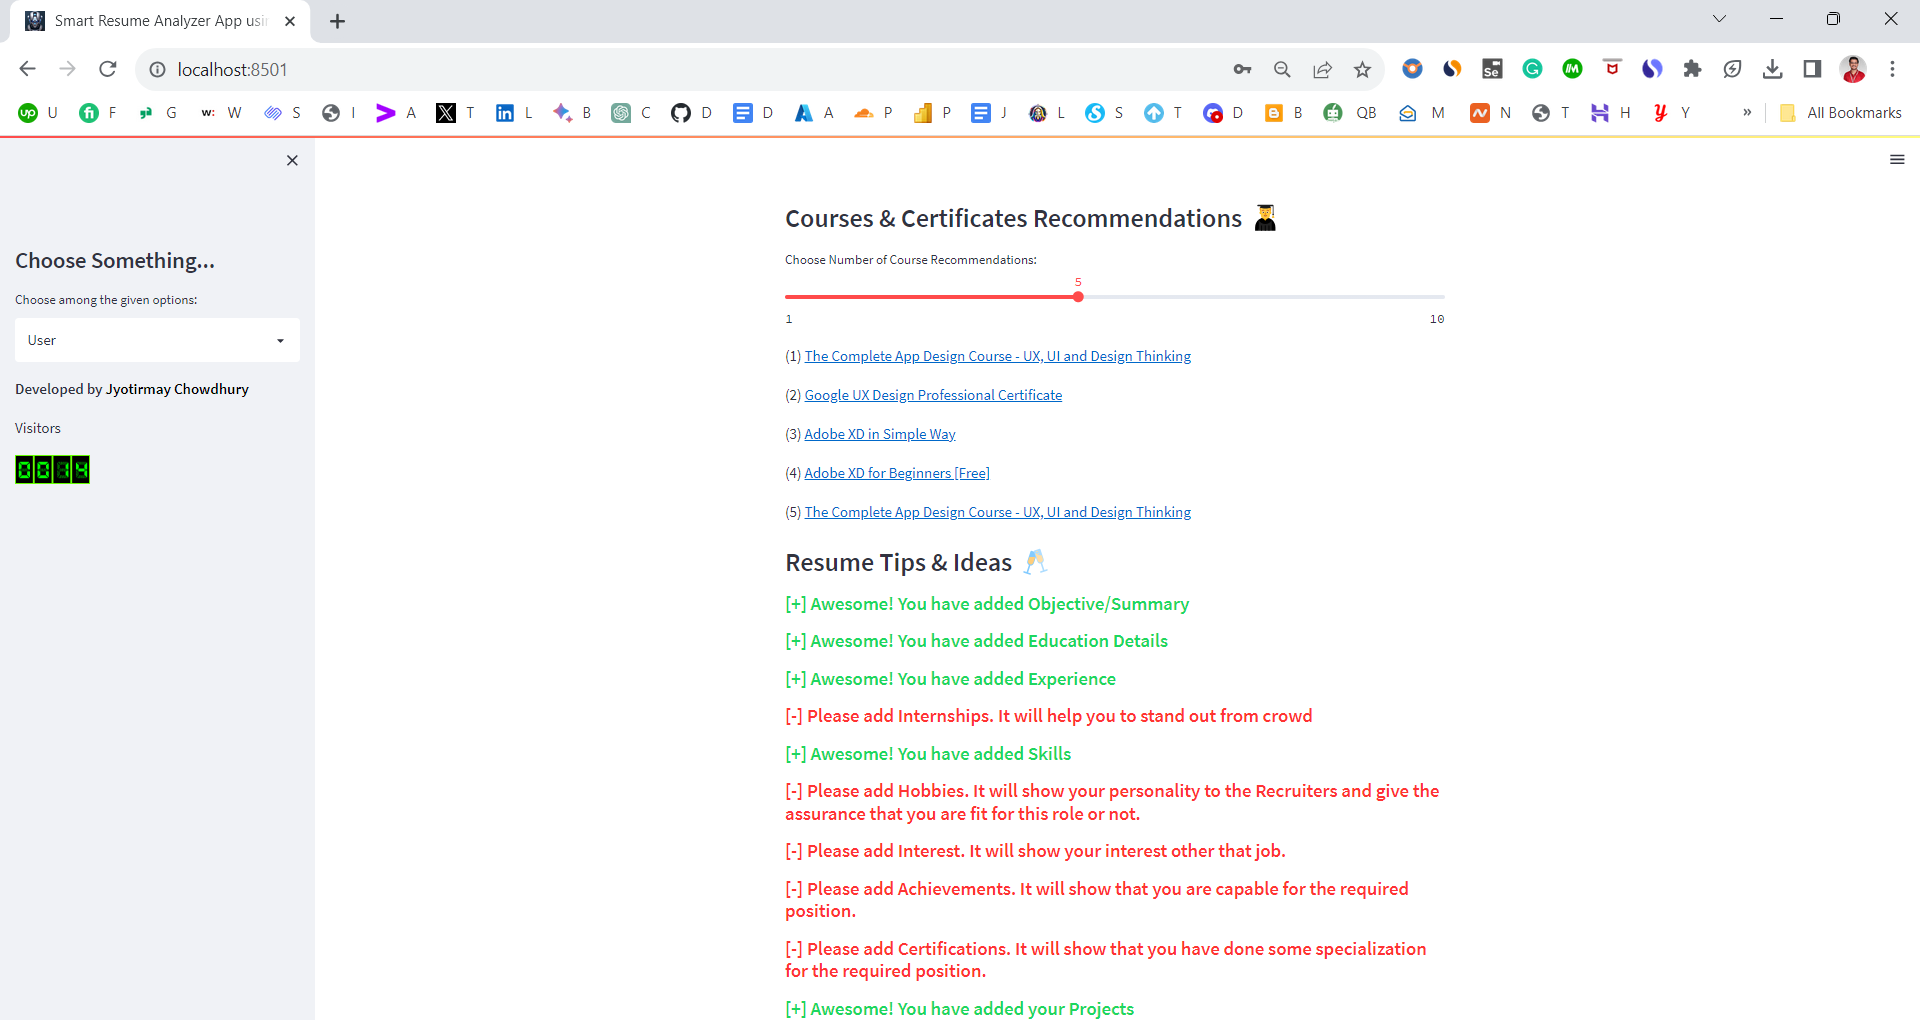 Smart Resume Analyzer App usi
localhost:8501
U F G W S I A T L B C D D A P P J L S T D B QB M N T H Y » All Bookmarks
Choose Something...
Choose among the given options:
User
Developed by Jyotirmay Chowdhury
Visitors
0014
Courses & Certificates Recommendations
Choose Number of Course Recommendations:
5
1 10
(1) The Complete App Design Course - UX, UI and Design Thinking
(2) Google UX Design Professional Certificate
(3) Adobe XD in Simple Way
(4) Adobe XD for Beginners [Free]
(5) The Complete App Design Course - UX, UI and Design Thinking
Resume Tips & Ideas
[+] Awesome! You have added Objective/Summary
[+] Awesome! You have added Education Details
[+] Awesome! You have added Experience
[-] Please add Internships. It will help you to stand out from crowd
[+] Awesome! You have added Skills
[-] Please add Hobbies. It will show your personality to the Recruiters and give the
assurance that you are fit for this role or not.
[-] Please add Interest. It will show your interest other that job.
[-] Please add Achievements. It will show that you are capable for the required
position.
[-] Please add Certifications. It will show that you have done some specialization
for the required position.
[+] Awesome! You have added your Projects